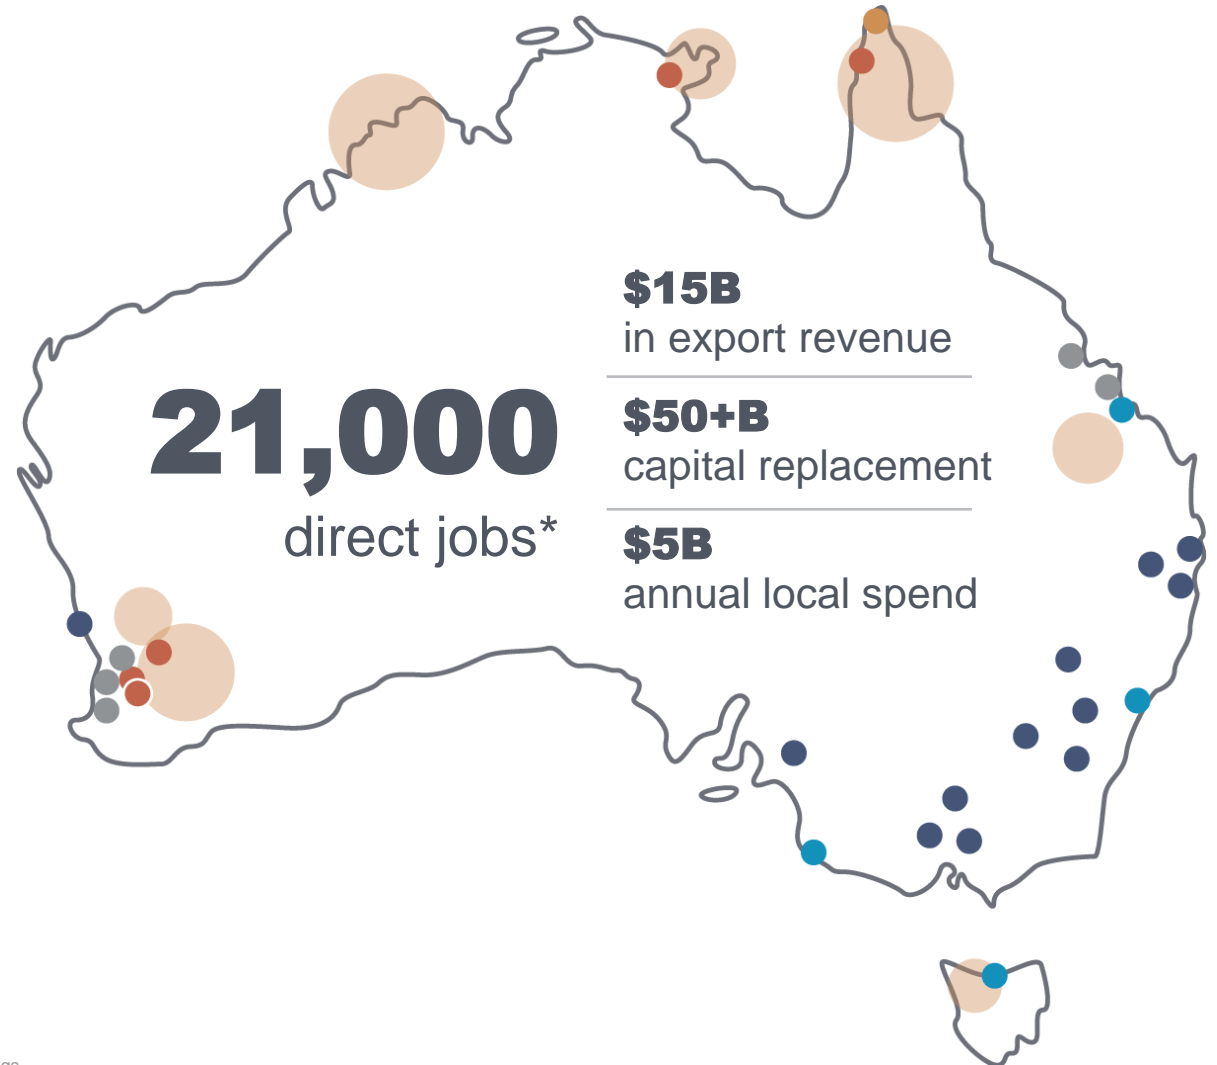 21,000
direct jobs*
$15B
in export revenue
$50+B
capital replacement
$5B
annual local spend